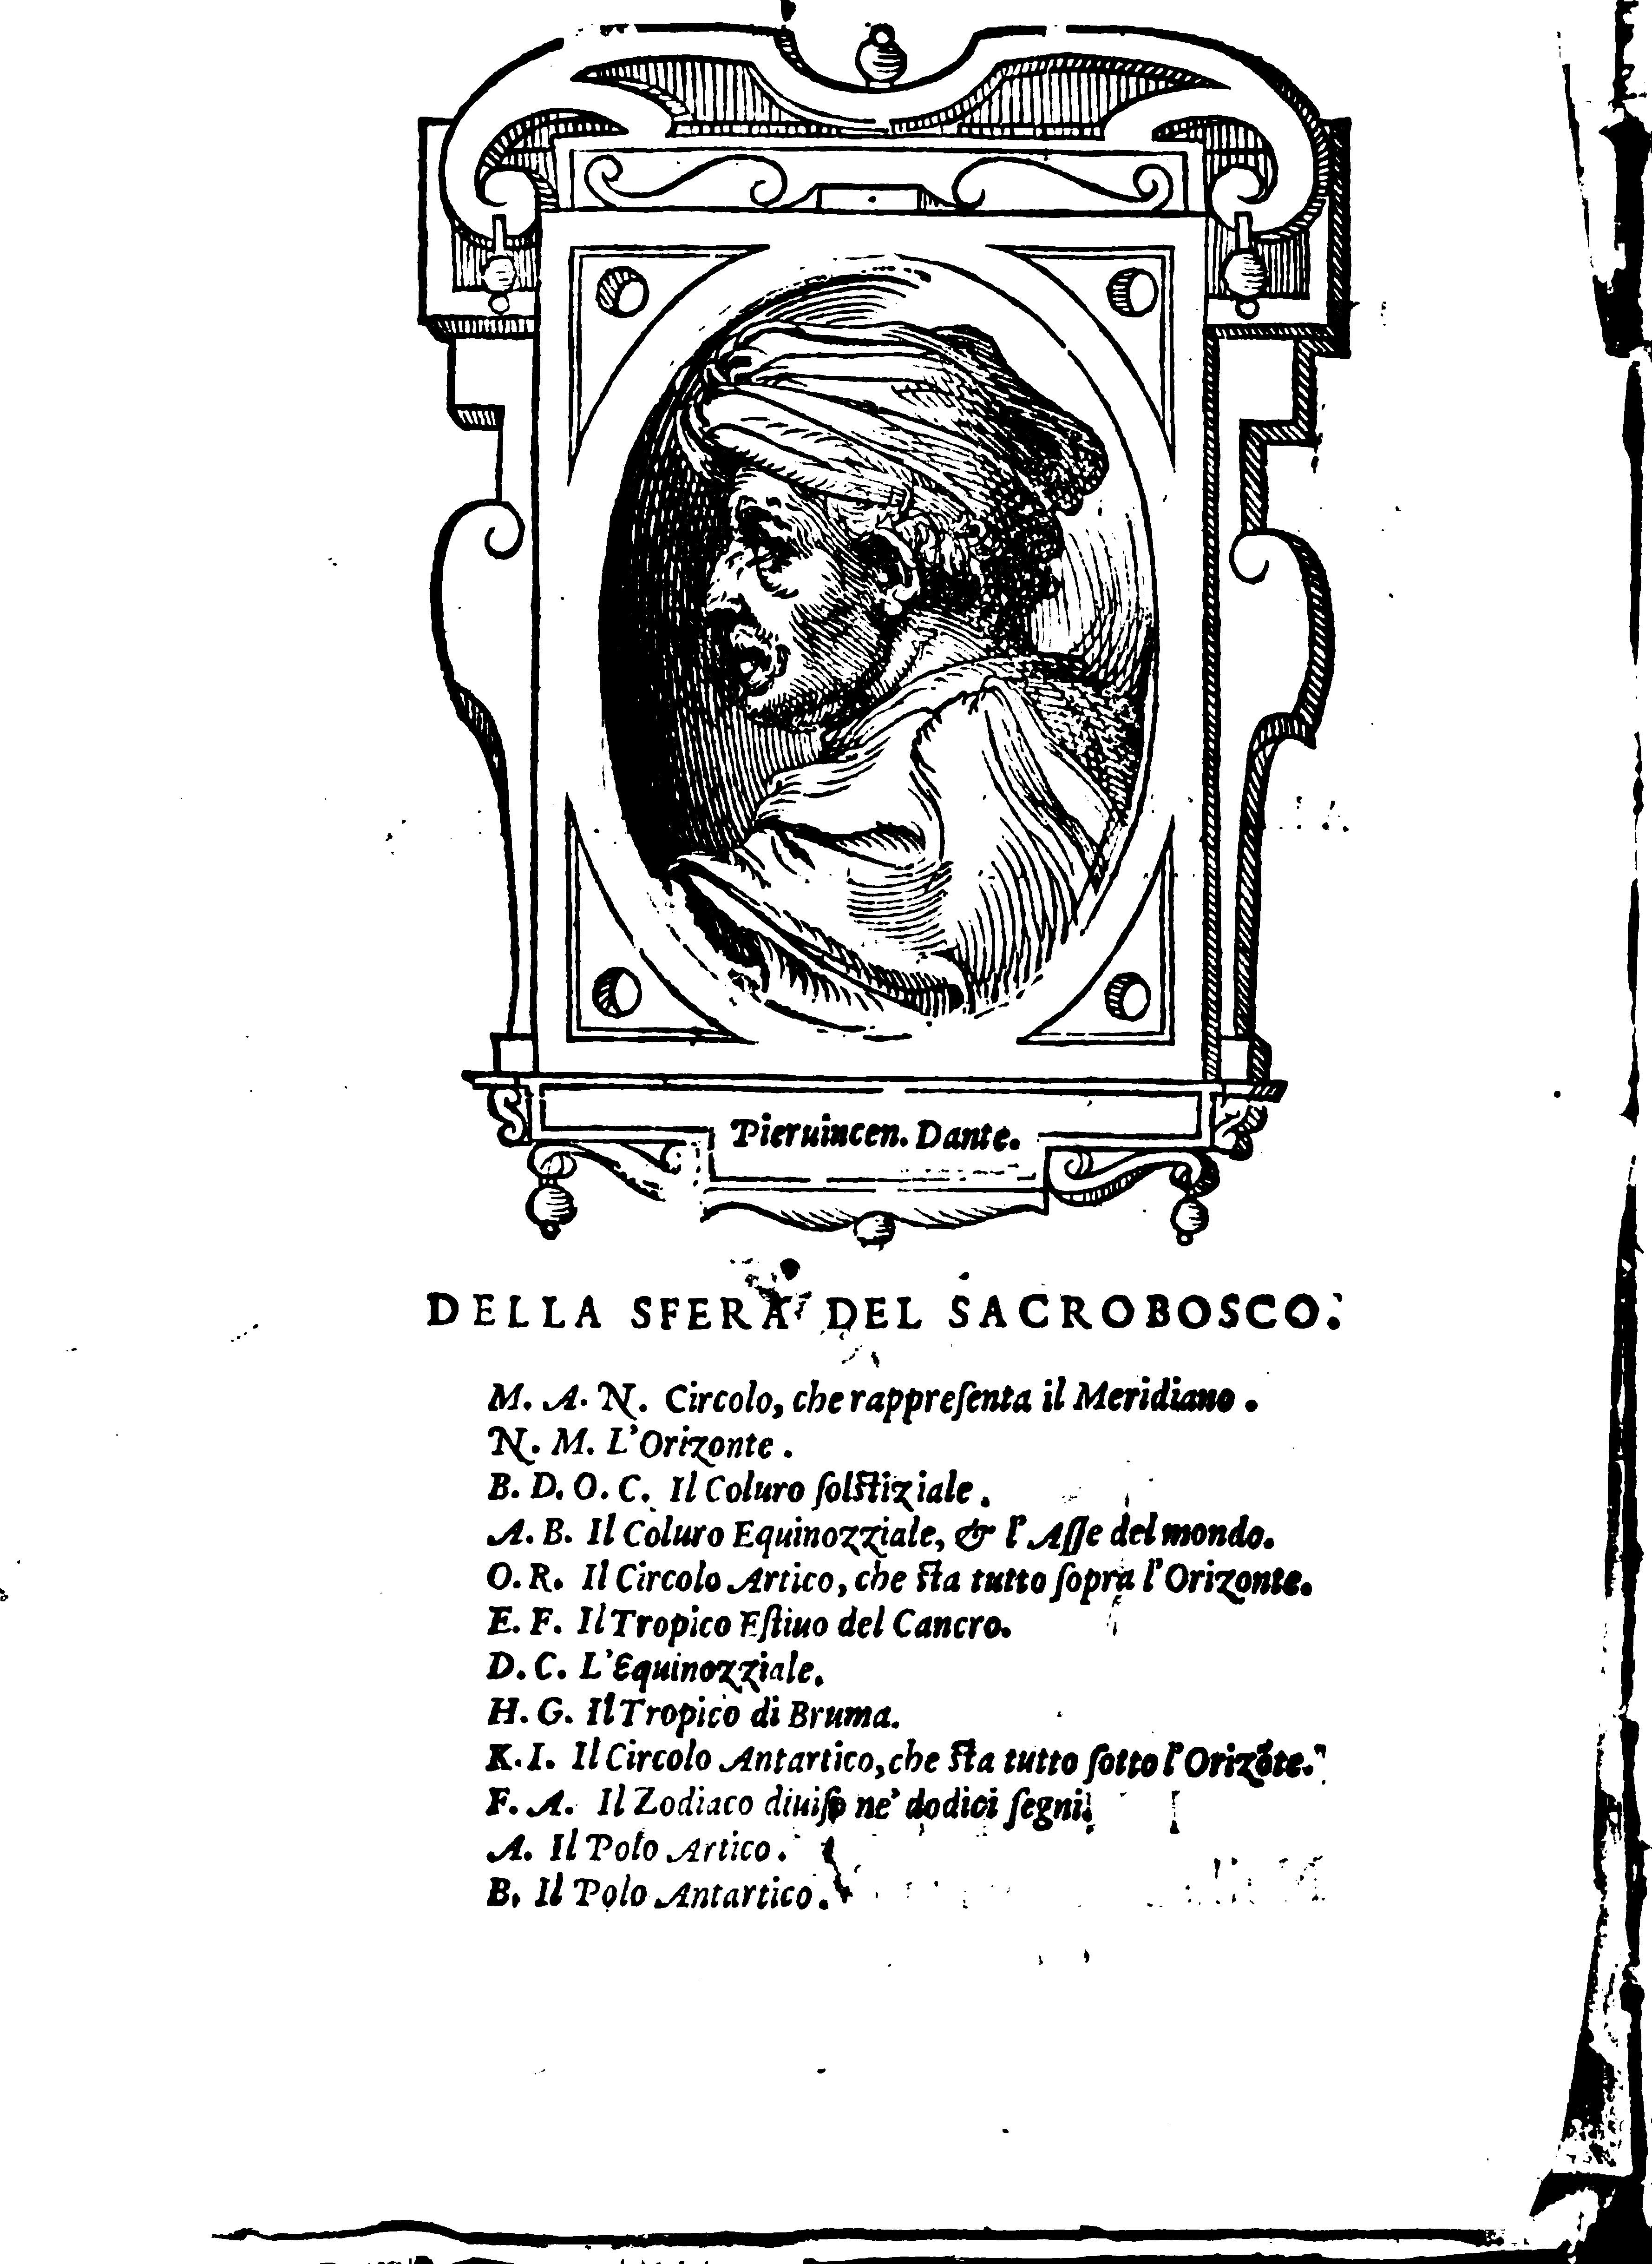 Pieruincen. Dante.
DELLA SFERA DEL SACROBOSCO.
M. A. N. Circolo, che rappreſenta il Meridiano.
N. M. L'Orizonte.
B. D. O. C. Il Coluro ſolſtiziale.
A. B. Il Coluro Equinozziale, & l'Aſſe del mondo.
O. R. Il Circolo Artico, che ſta tutto ſopra l'Orizonte.
E. F. Il Tropico Eſtiuo del Cancro.
D. C. L'Equinozziale.
H. G. Il Tropico di Bruma.
K. I. Il Circolo Antartico, che ſta tutto ſotto l'Orizõte.
F. A. Il Zodiaco diuiſo ne' dodici ſegni.
A. Il Polo Artico.
B. Il Polo Antartico.